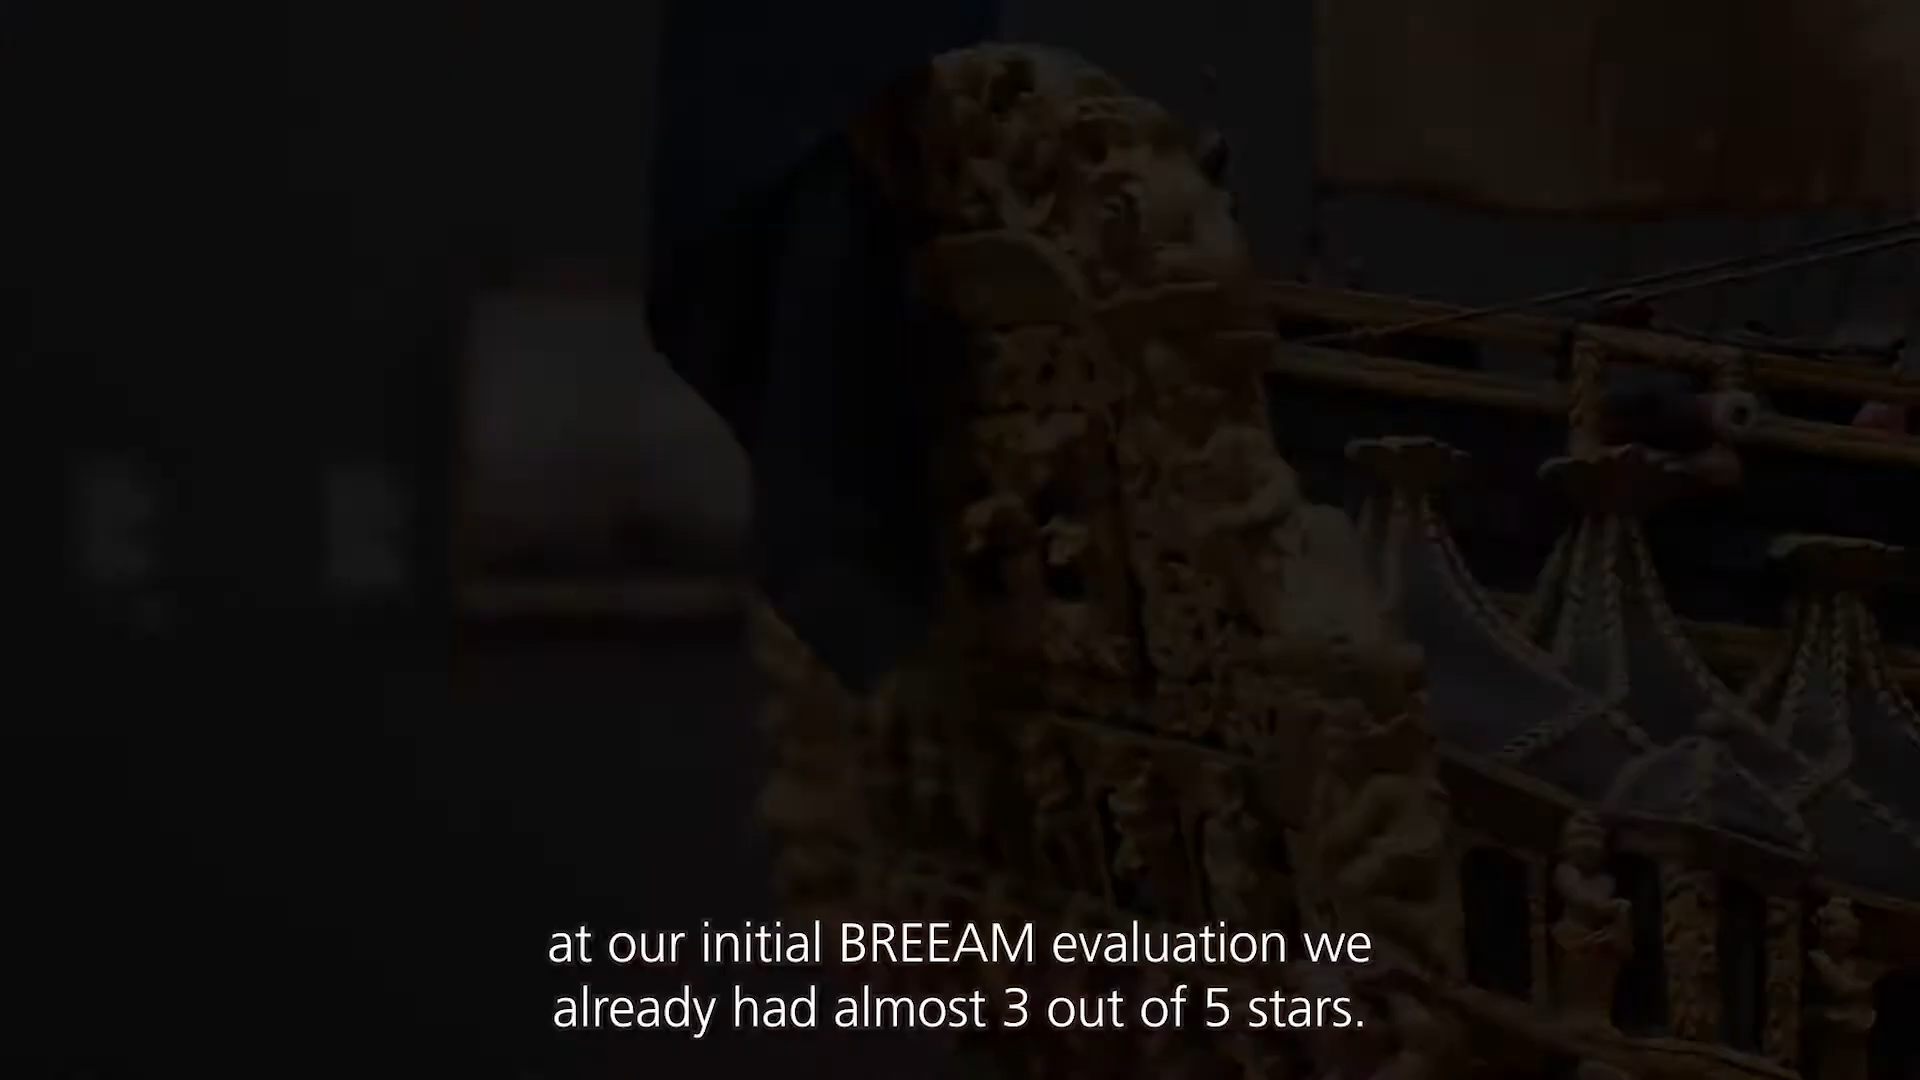 at our initial BREEAM evaluation we
already had almost 3 out of 5 stars.